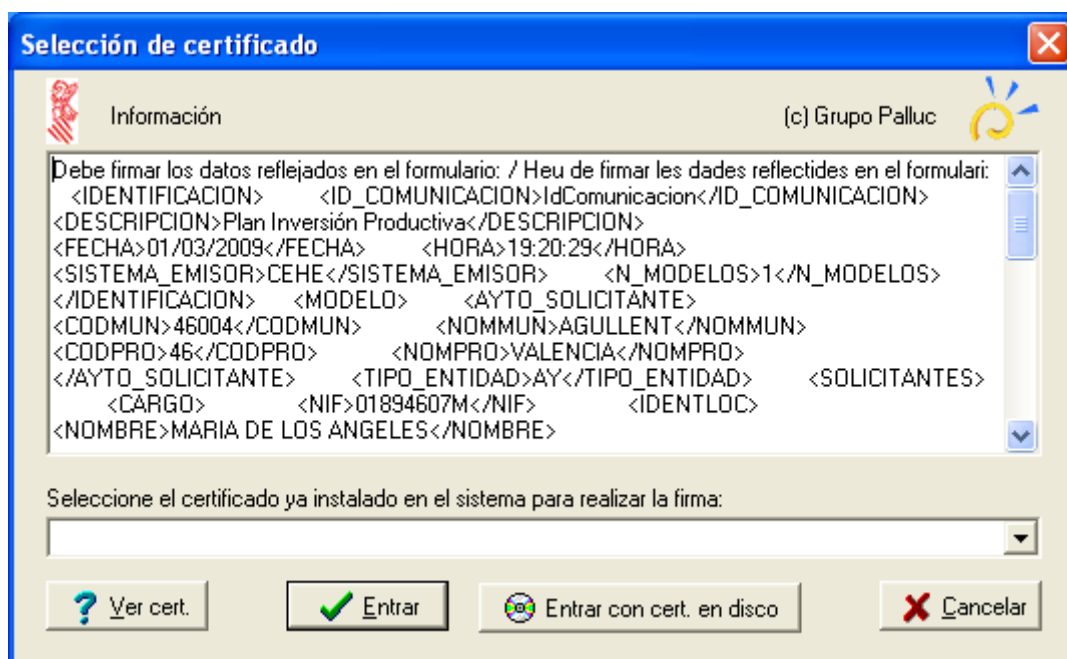 Selección de certificado
Información
(c) Grupo Palluc
Debe firmar los datos reflejados en el formulario: / Heu de firmar les dades reflectides en el formulari:
<IDENTIFICACION> <ID_COMUNICACION>IdComunicacion</ID_COMUNICACION>
<DESCRIPCION>Plan Inversión Productiva</DESCRIPCION>
<FECHA>01/03/2009</FECHA> <HORA>19:20:29</HORA>
<SISTEMA_EMISOR>CEHE</SISTEMA_EMISOR> <N_MODELOS>1</N_MODELOS>
</IDENTIFICACION> <MODELO> <AYTO_SOLICITANTE>
<CODMUN>46004</CODMUN> <NOMMUN>AGULLENT</NOMMUN>
<CODPRO>46</CODPRO> <NOMPRO>VALENCIA</NOMPRO>
</AYTO_SOLICITANTE> <TIPO_ENTIDAD>AY</TIPO_ENTIDAD> <SOLICITANTES>
<CARGO> <NIF>01894607M</NIF> <IDENTLOC>
<NOMBRE>MARIA DE LOS ANGELES</NOMBRE>
Seleccione el certificado ya instalado en el sistema para realizar la firma:
Ver cert.
Entrar
Entrar con cert. en disco
Cancelar